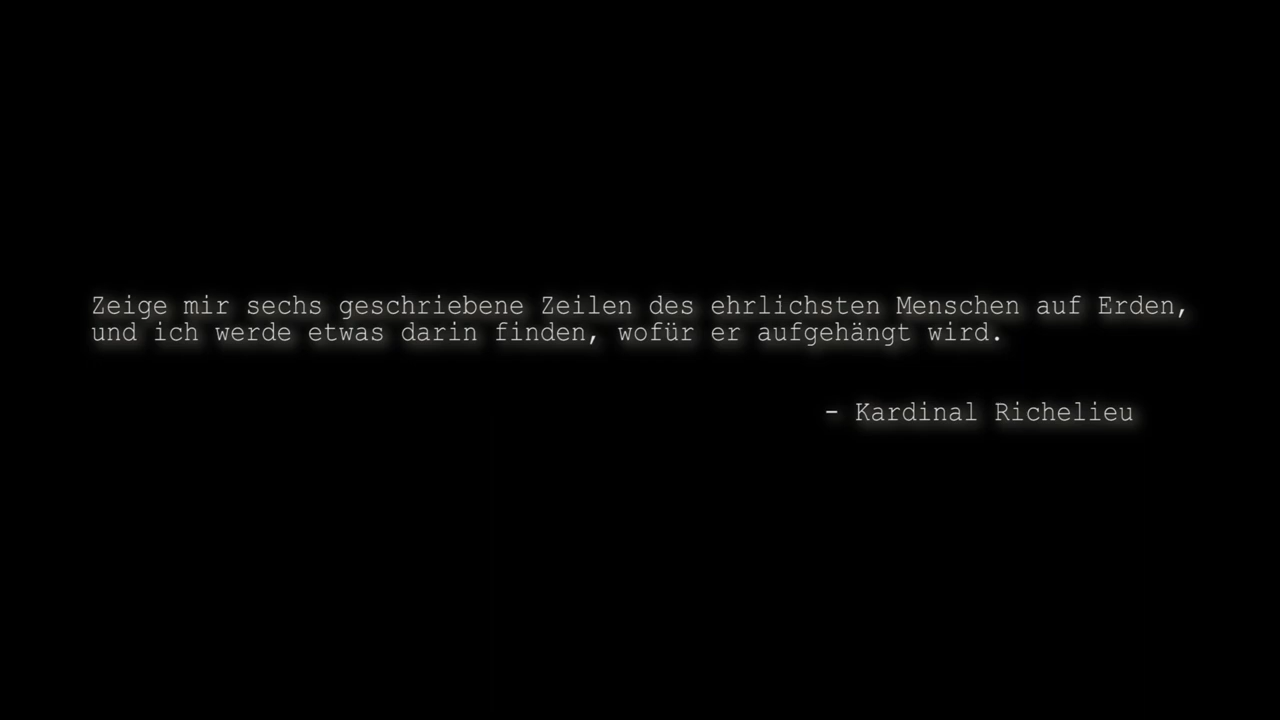 Zeige mir sechs geschriebene Zeilen des ehrlichsten Menschen auf Erden,
und ich werde etwas darin finden, wofür er aufgehängt wird.
- Kardinal Richelieu